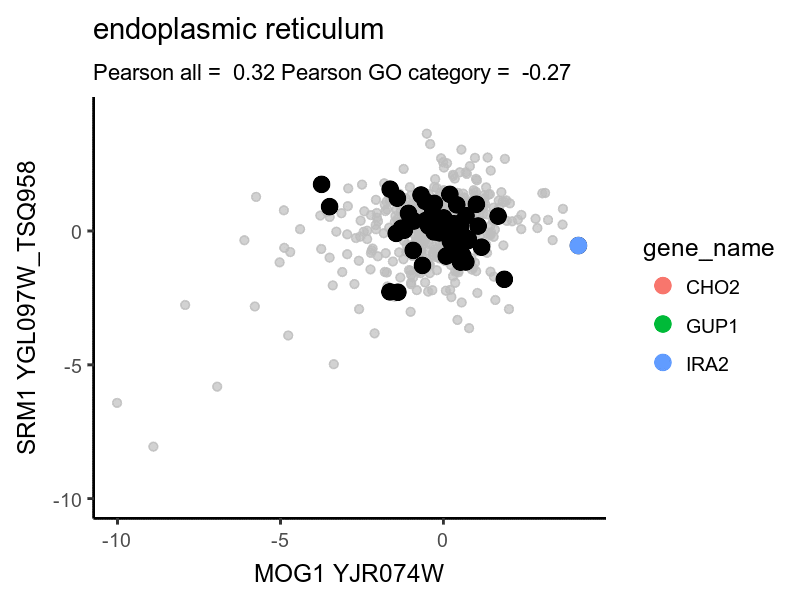 endoplasmic reticulum
Pearson all =  0.32 Pearson GO category =  -0.27
SRM1 YGL097W_TSQ958
0
-5
-10
-10
-5
0
MOG1 YJR074W
gene_name
CHO2
GUP1
IRA2